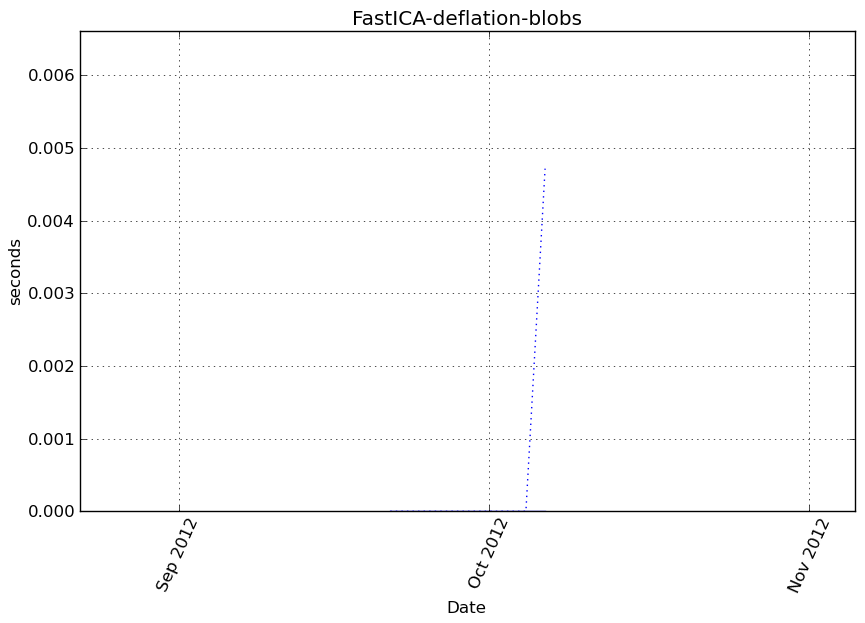 FastICA-deflation-blobs
0.006
0.005
0.004
0.003
0.002
0.001
0.000
seconds
Sep 2012
Oct 2012
Nov 2012
Date